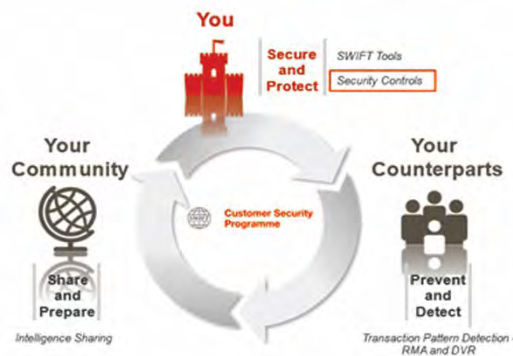 You
Secure
and
Protect
SWIFT Tools
Security Controls
Your
Community
Your
Counterparts
Customer Security
Programme
Share
and
Prepare
Prevent
and
Detect
Intelligence Sharing
Transaction Pattern Detection -
RMA and DVR